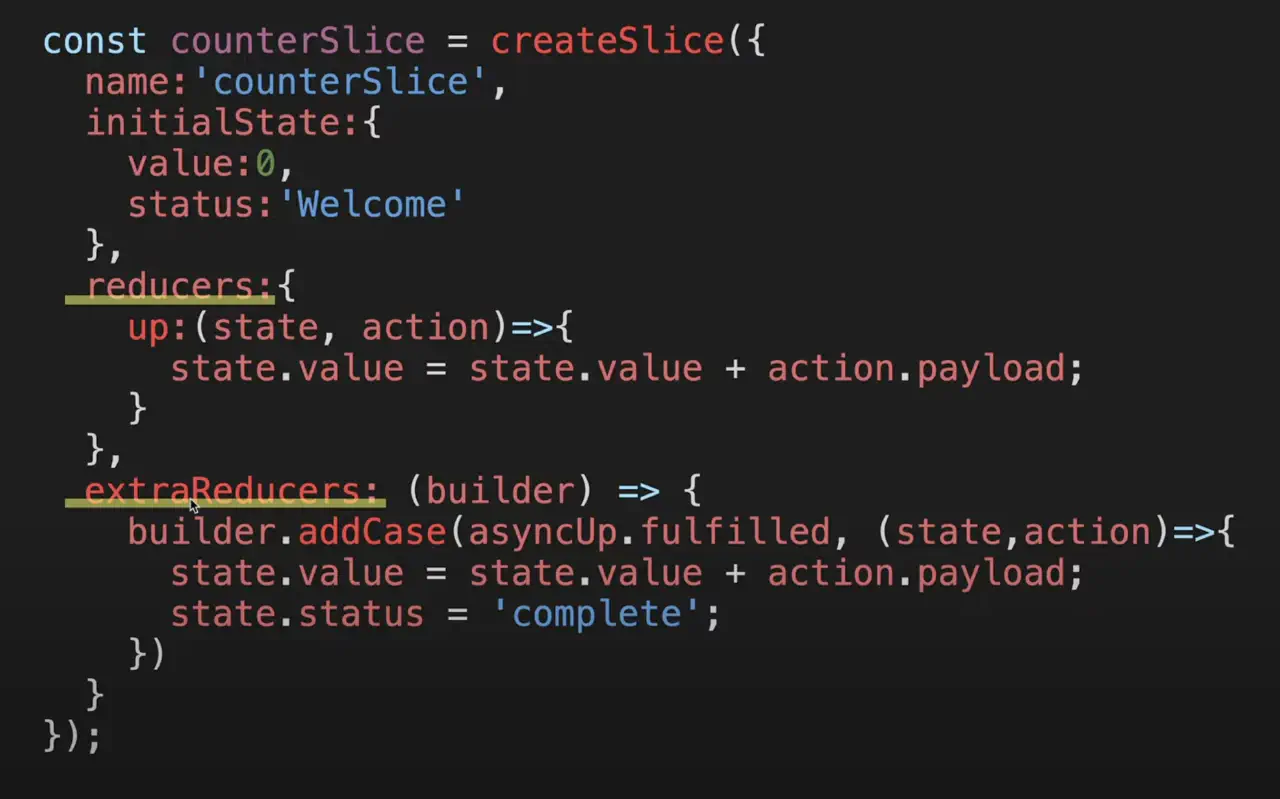 const counterSlice = createSlice({
  name:'counterSlice',
  initialState:{
    value:0,
    status:'Welcome'
  },
  reducers:{
    up:(state, action)=>{
      state.value = state.value + action.payload;
    }
  },
  extraReducers: (builder) => {
    builder.addCase(asyncUp.fulfilled, (state,action)=>{
      state.value = state.value + action.payload;
      state.status = 'complete';
    })
  }
});